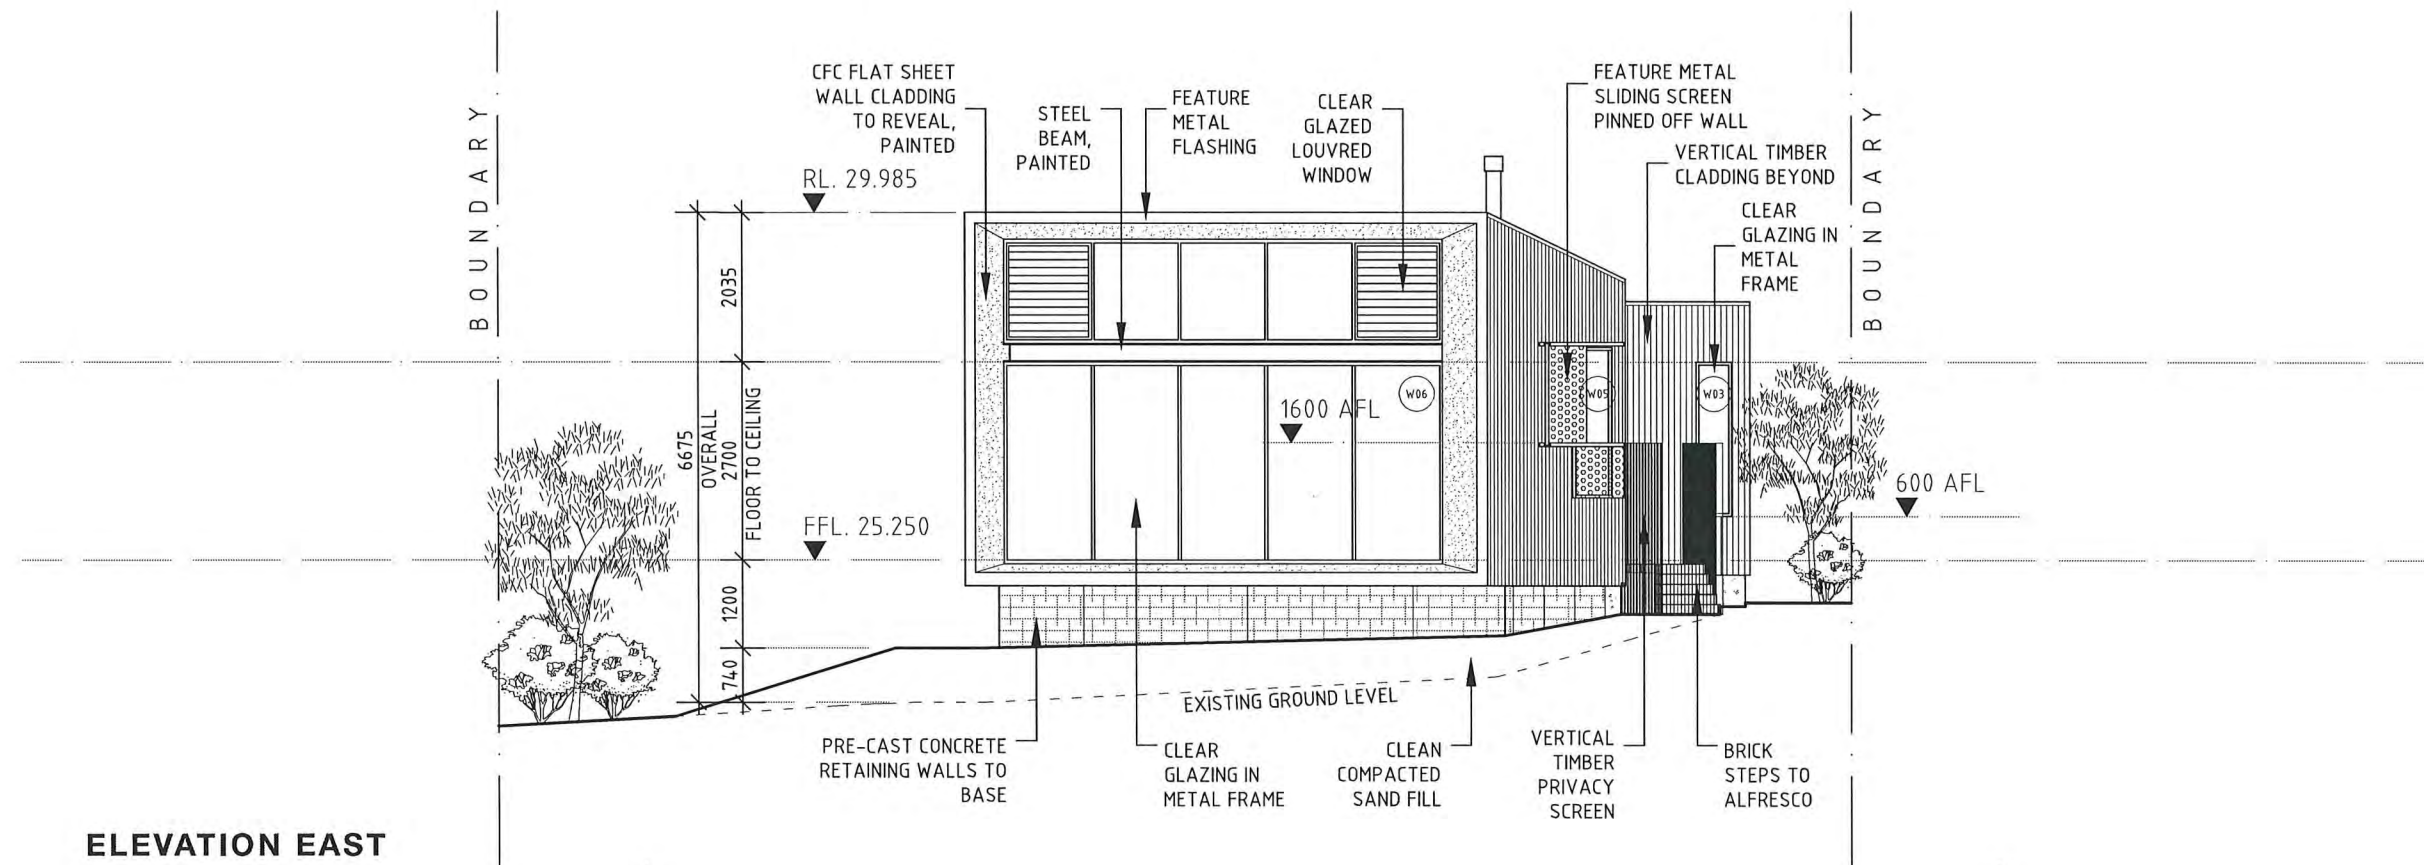 BOUNDARY
CFC FLAT SHEET
WALL CLADDING
TO REVEAL,
PAINTED
STEEL
BEAM,
PAINTED
FEATURE
METAL
FLASHING
CLEAR
GLAZED
LOUVRED
WINDOW
FEATURE METAL
SLIDING SCREEN
PINNED OFF WALL
VERTICAL TIMBER
CLADDING BEYOND
CLEAR
GLAZING IN
METAL
FRAME
BOUNDARY
RL. 29.985
2035
6675
OVERALL
2700
FLOOR TO CEILING
1600 AFL
W06
W05
W03
600 AFL
FFL. 25.250
1200
740
EXISTING GROUND LEVEL
PRE-CAST CONCRETE
RETAINING WALLS TO
BASE
CLEAR
GLAZING IN
METAL FRAME
CLEAN
COMPACTED
SAND FILL
VERTICAL
TIMBER
PRIVACY
SCREEN
BRICK
STEPS TO
ALFRESCO
ELEVATION EAST